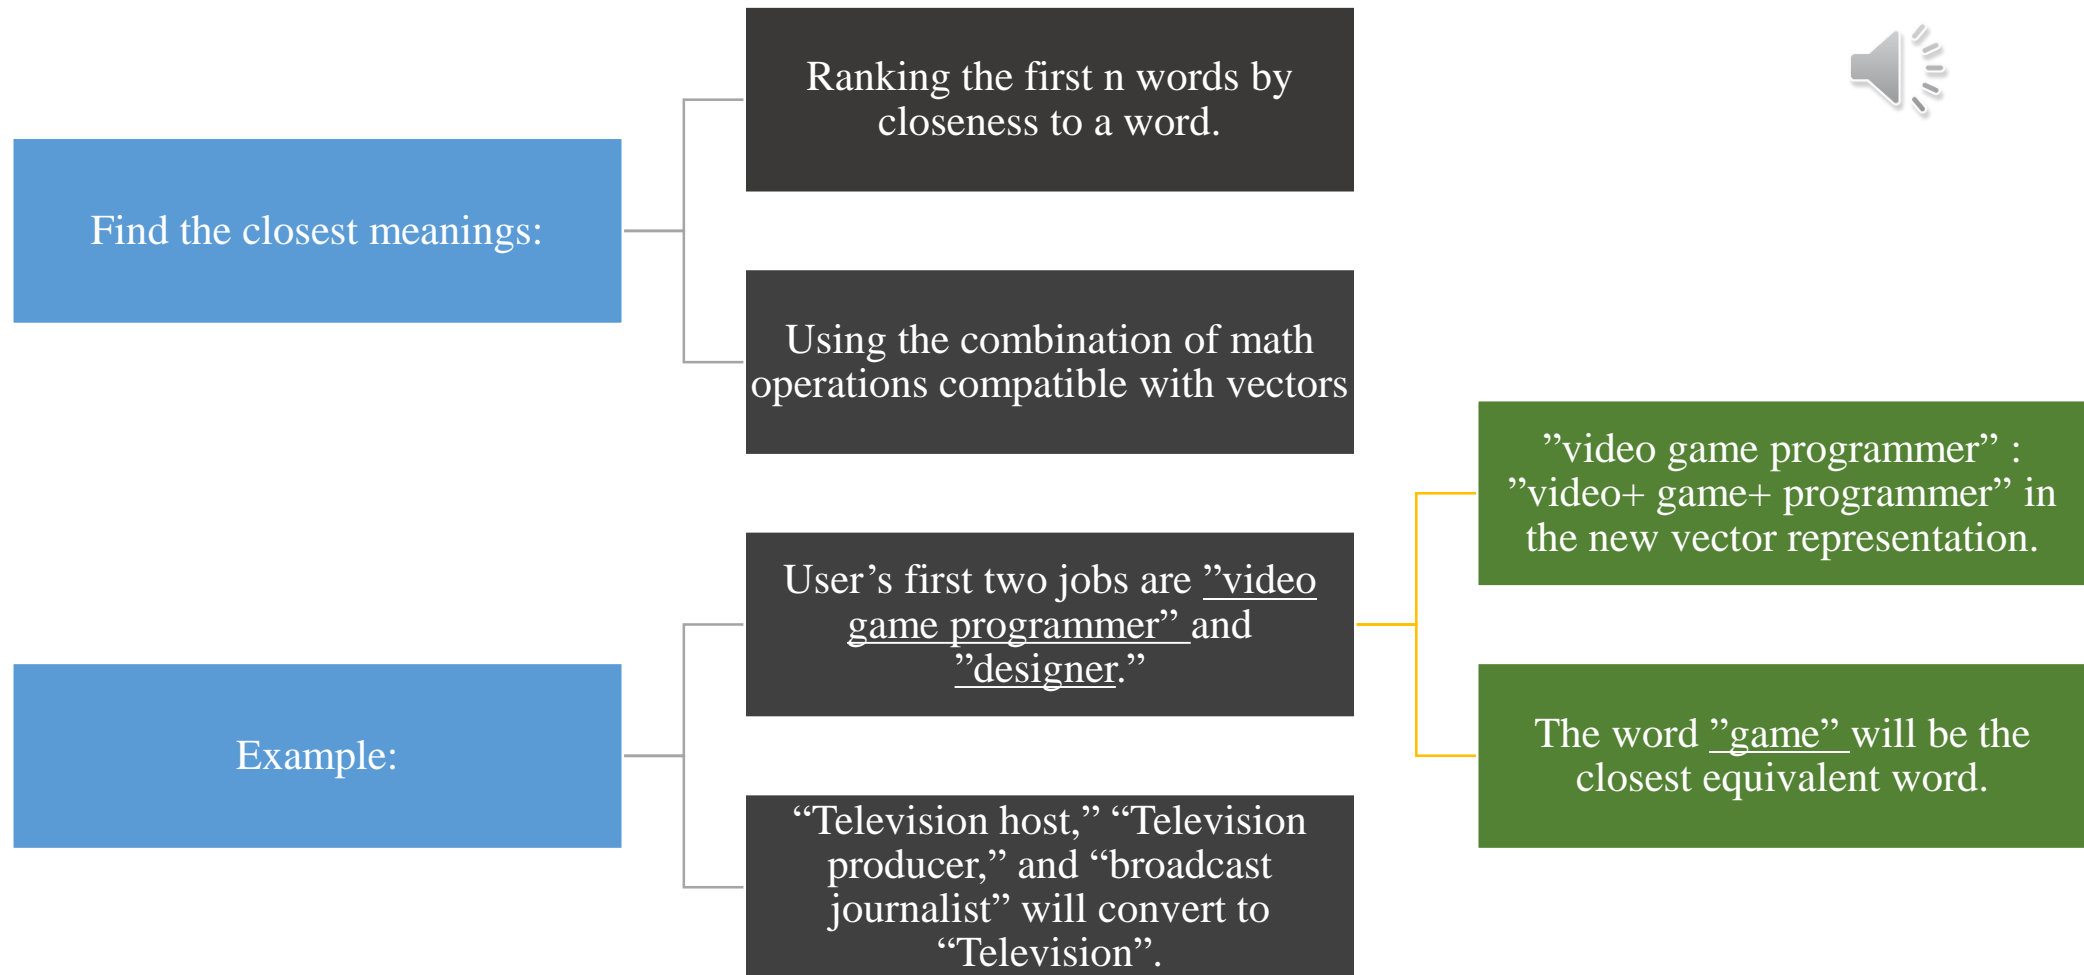 Find the closest meanings:
Ranking the first n words by
closeness to a word.
Using the combination of math
operations compatible with vectors
Example:
User’s first two jobs are ”video
game programmer” and
”designer.”
”video game programmer” :
”video+ game+ programmer” in
the new vector representation.
The word ”game” will be the
closest equivalent word.
“Television host,” “Television
producer,” and “broadcast
journalist” will convert to
“Television”.